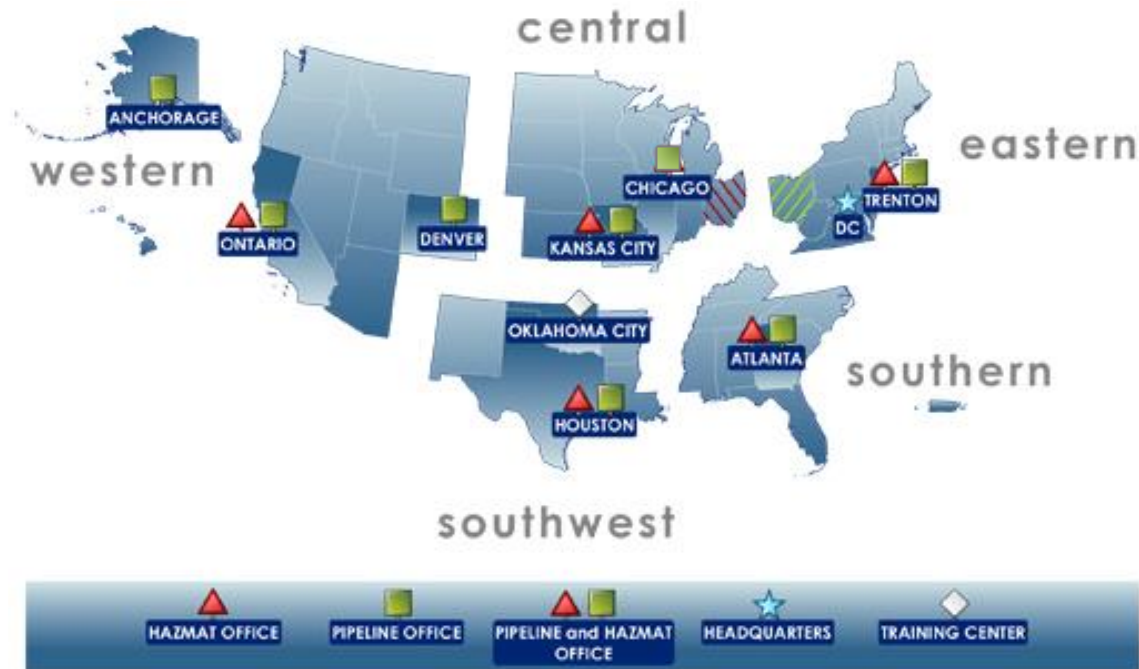 central
ANCHORAGE
eastern
western
CHICAGO
TRENTON
ONTARIO
DENVER
KANSAS CITY
DC
OKLAHOMA CITY
ATLANTA
southern
HOUSTON
southwest
HAZMAT OFFICE
PIPELINE OFFICE
PIPELINE and HAZMAT
OFFICE
HEADQUARTERS
TRAINING CENTER